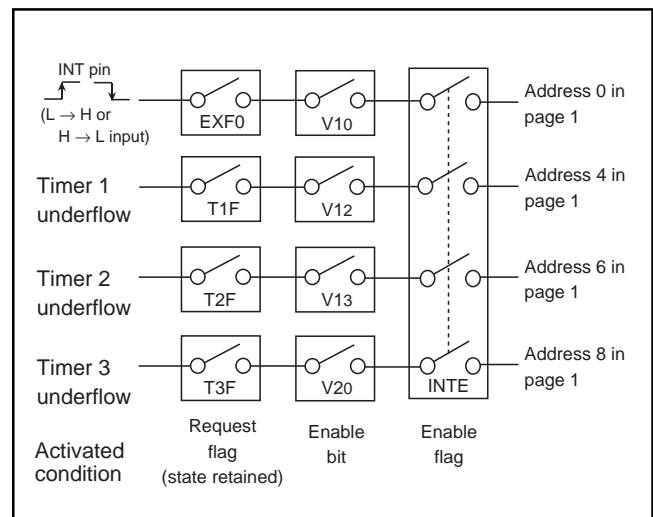 INT pin
(L → H or
H → L input)
EXF0
V10
Address 0 in
page 1
Timer 1
underflow
T1F
V12
Address 4 in
page 1
Timer 2
underflow
T2F
V13
Address 6 in
page 1
Timer 3
underflow
T3F
V20
INTE
Address 8 in
page 1
Activated
condition
Request
flag
(state retained)
Enable
bit
Enable
flag